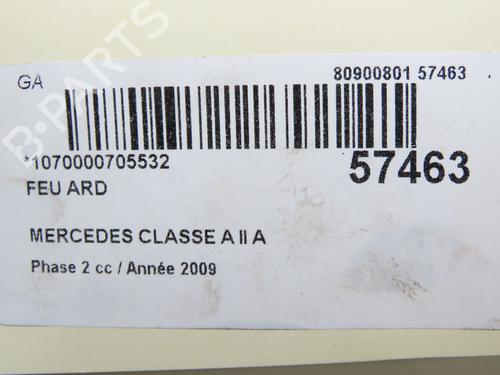 GA
80900801 57463
*1070000705532
57463
FEU ARD
MERCEDES CLASSE A II A
Phase 2 cc / Année 2009
B-PARTS